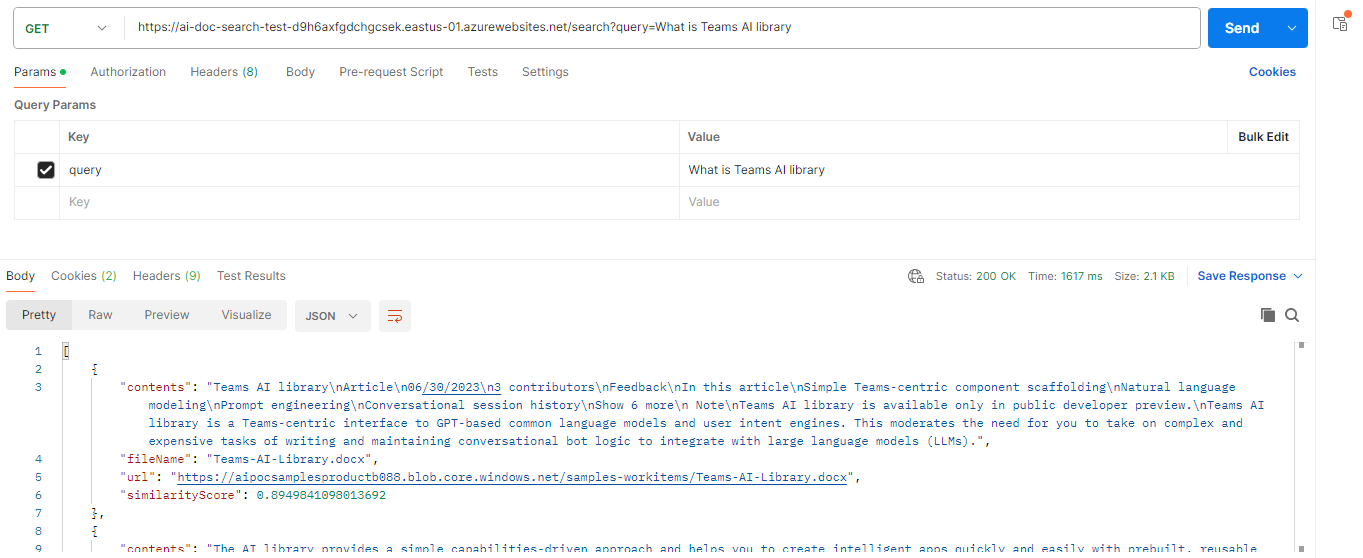 GET https://ai-doc-search-test-d9h6axfgdchgcsek.eastus-01.azurewebsites.net/search?query=What is Teams AI library Send
Params Authorization Headers (8) Body Pre-request Script Tests Settings Cookies
Query Params
Key Value Bulk Edit
query What is Teams AI library
Key Value
Body Cookies (2) Headers (9) Test Results Status: 200 OK Time: 1617 ms Size: 2.1 KB Save Response
Pretty Raw Preview Visualize JSON
1 [
2 {
3 "contents": "Teams AI library\nArticle\n06/30/2023\n3 contributors\nFeedback\nIn this article\nSimple Teams-centric component scaffolding\nNatural language
modeling\nPrompt engineering\nConversational session history\nShow 6 more\n Note\nTeams AI library is available only in public developer preview.\nTeams AI
library is a Teams-centric interface to GPT-based common language models and user intent engines. This moderates the need for you to take on complex and
expensive tasks of writing and maintaining conversational bot logic to integrate with large language models (LLMs).",
4 "fileName": "Teams-AI-Library.docx",
5 "url": "https://aipocsamplesproductb088.blob.core.windows.net/samples-workitems/Teams-AI-Library.docx",
6 "similarityScore": 0.8949841098013692
7 },
8 {
9 "contents": "The AI library provides a simple capabilities-driven approach and helps you to create intelligent apps quickly and easily with prebuilt, reusable